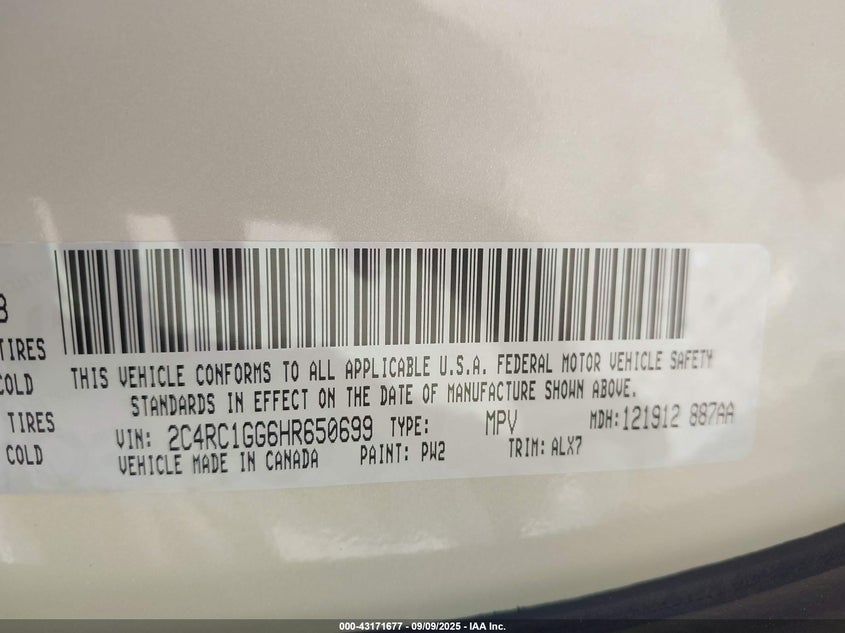 8
TIRES
COLD
TIRES
COLD
THIS VEHICLE CONFORMS TO ALL APPLICABLE U.S.A. FEDERAL MOTOR VEHICLE SAFETY
STANDARDS IN EFFECT ON THE DATE OF MANUFACTURE SHOWN ABOVE.
VIN: 2C4RC1GG6HR650699 TYPE: MPV MDH:121912 887AA
VEHICLE MADE IN CANADA PAINT: PW2 TRIM: ALX7
000-43171677 - 09/09/2025 - IAA Inc.